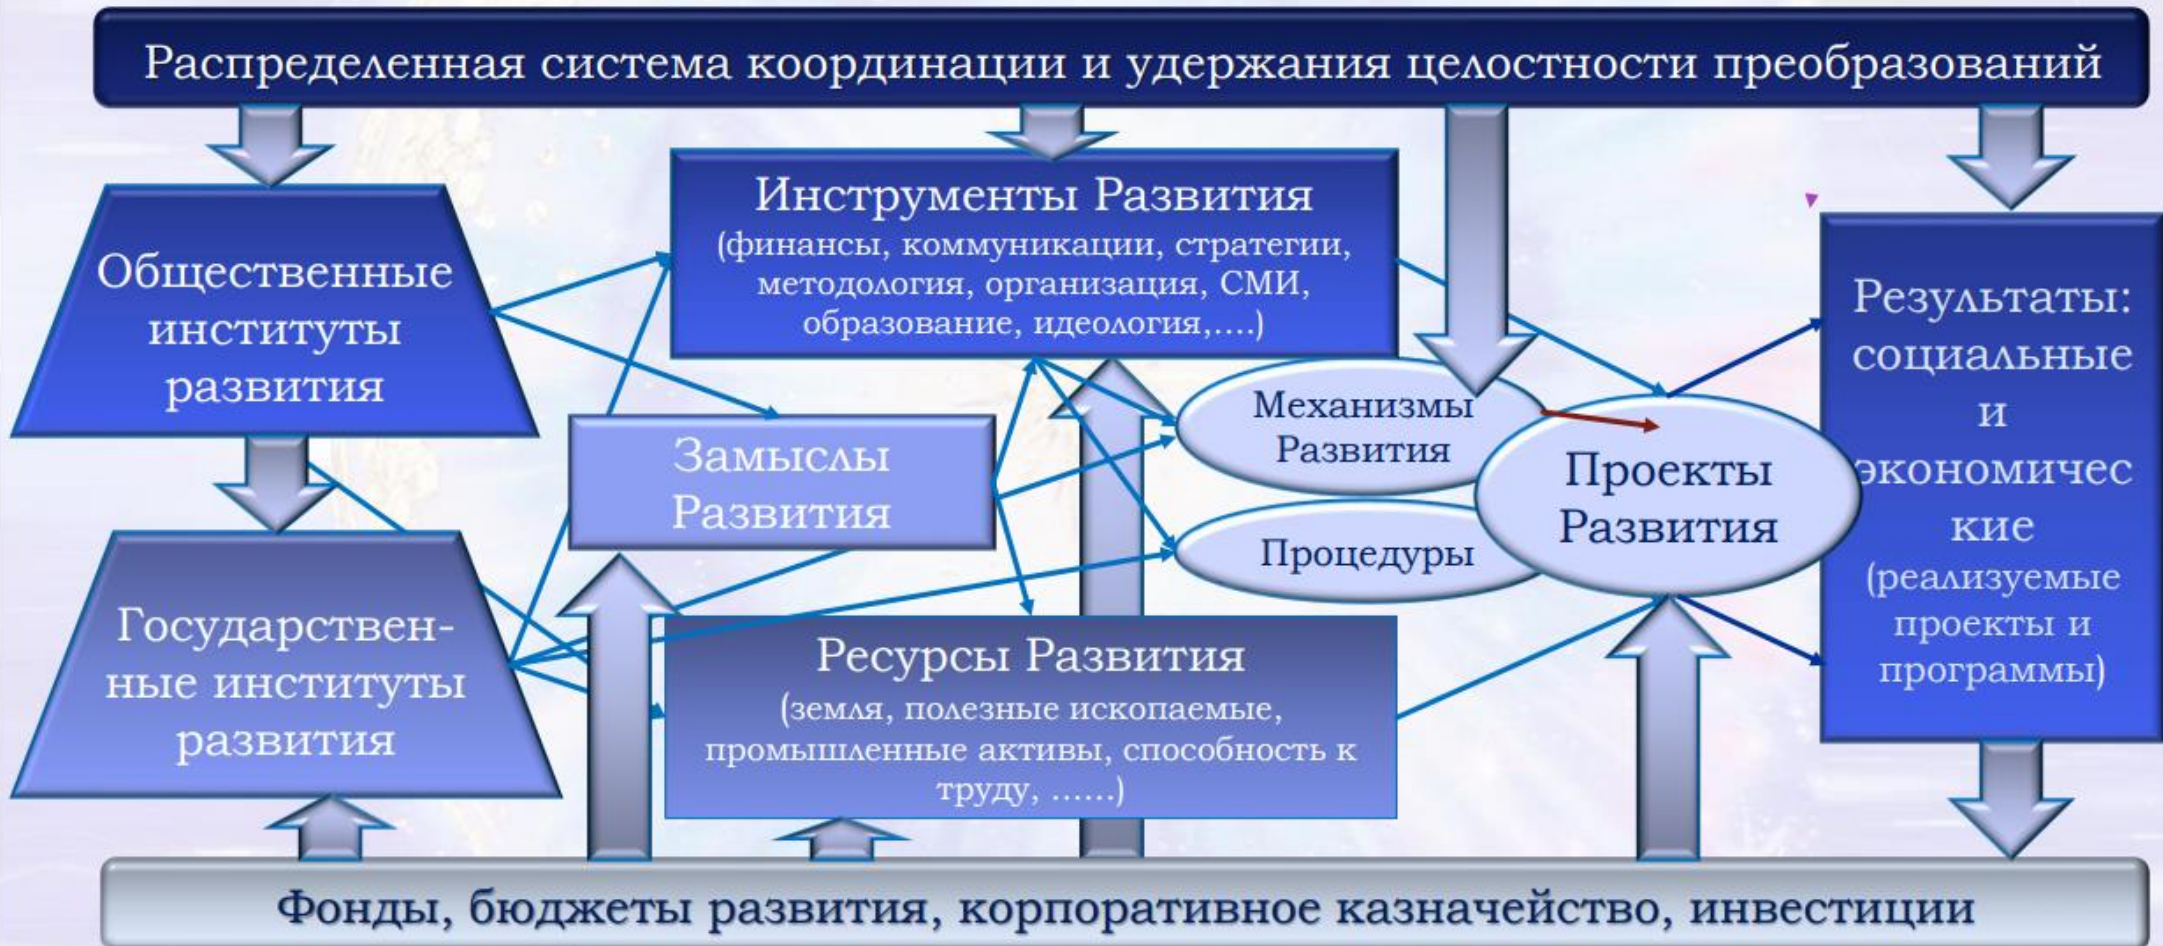 Распределенная система координации и удержания целостности преобразований
Общественные
институты
развития
Инструменты Развития
(финансы, коммуникации, стратегии,
методология, организация, СМИ,
образование, идеология,....)
Замыслы
Развития
Механизмы
Развития
Процедуры
Проекты
Развития
Результаты:
социальные
и
экономичес
кие
(реализуемые
проекты и
программы)
Государствен-
ные институты
развития
Ресурсы Развития
(земля, полезные ископаемые,
промышленные активы, способность к
труду, ......)
Фонды, бюджеты развития, корпоративное казначейство, инвестиции